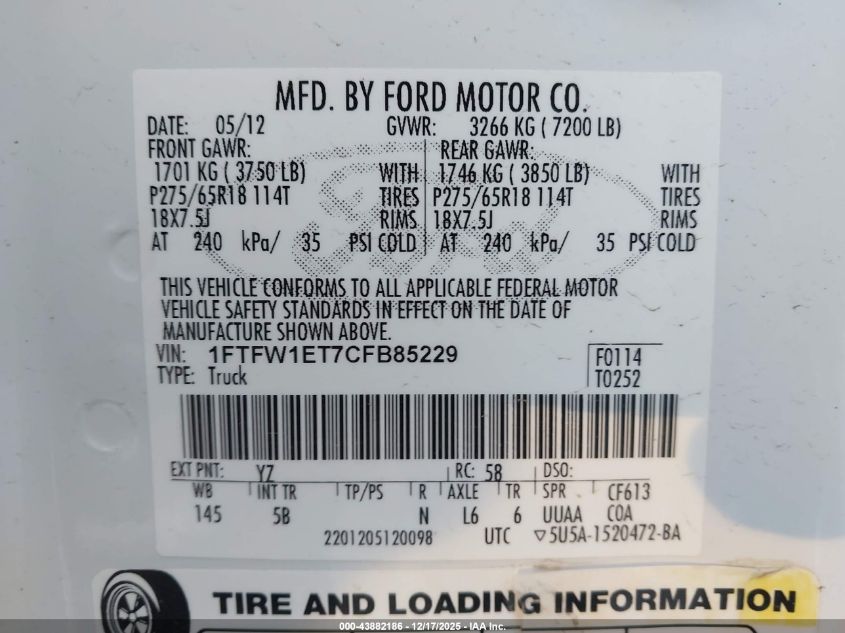 MFD. BY FORD MOTOR CO.
DATE: 05/12 GVWR: 3266 KG ( 7200 LB)
FRONT GAWR: REAR GAWR:
1701 KG ( 3750 LB) WITH 1746 KG ( 3850 LB) WITH
P275/65R18 114T TIRES P275/65R18 114T TIRES
18X7.5J RIMS 18X7.5J RIMS
AT 240 kPa/ 35 PSI COLD AT 240 kPa/ 35 PSI COLD
THIS VEHICLE CONFORMS TO ALL APPLICABLE FEDERAL MOTOR
VEHICLE SAFETY STANDARDS IN EFFECT ON THE DATE OF
MANUFACTURE SHOWN ABOVE.
VIN: 1FTFW1ET7CFB85229 F0114
TYPE: Truck T0252
EXT PNT: YZ RC: 58 DSO:
WB INT TR TP/PS R AXLE TR SPR CF613
145 5B N L6 6 UUAA COA
2201205120098 UTC ▽5U5A-1520472-BA
TIRE AND LOADING INFORMATION
000-43882186 - 12/17/2025 - IAA Inc.